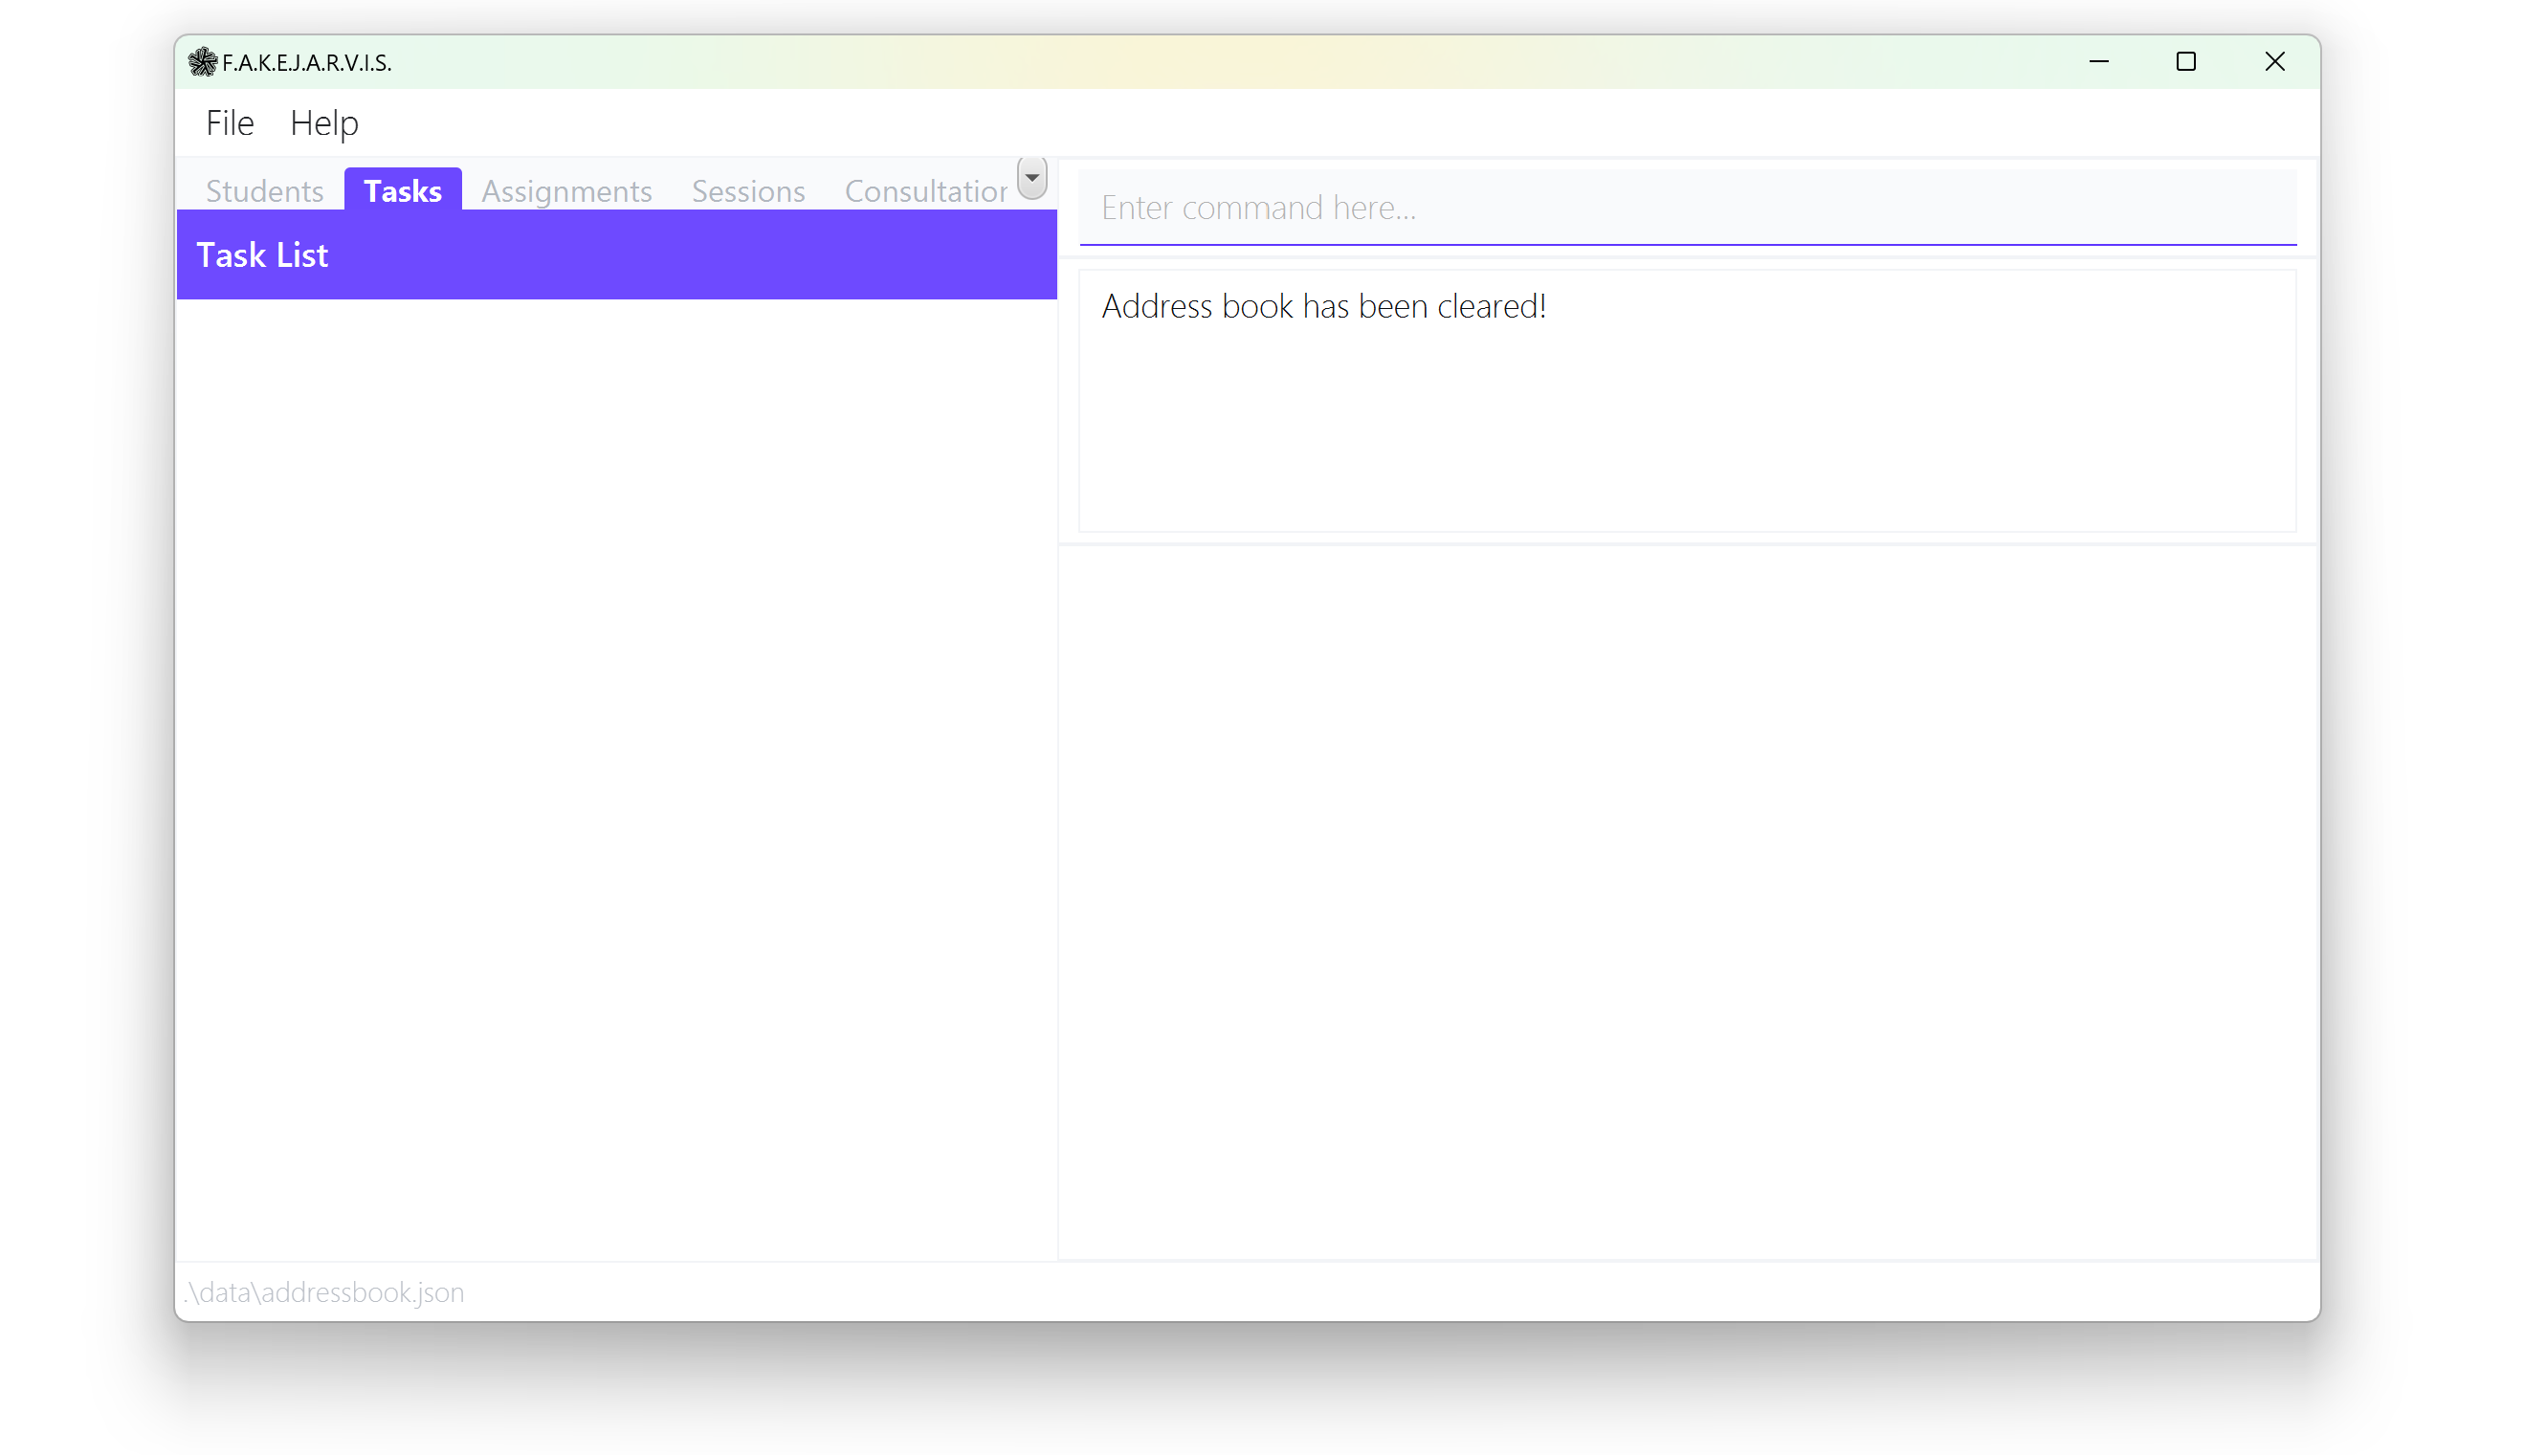 F.A.K.E.J.A.R.V.I.S.
File Help
Students Tasks Assignments Sessions
Task List
Enter command here...
Address book has been cleared!
.\data\addressbook.json